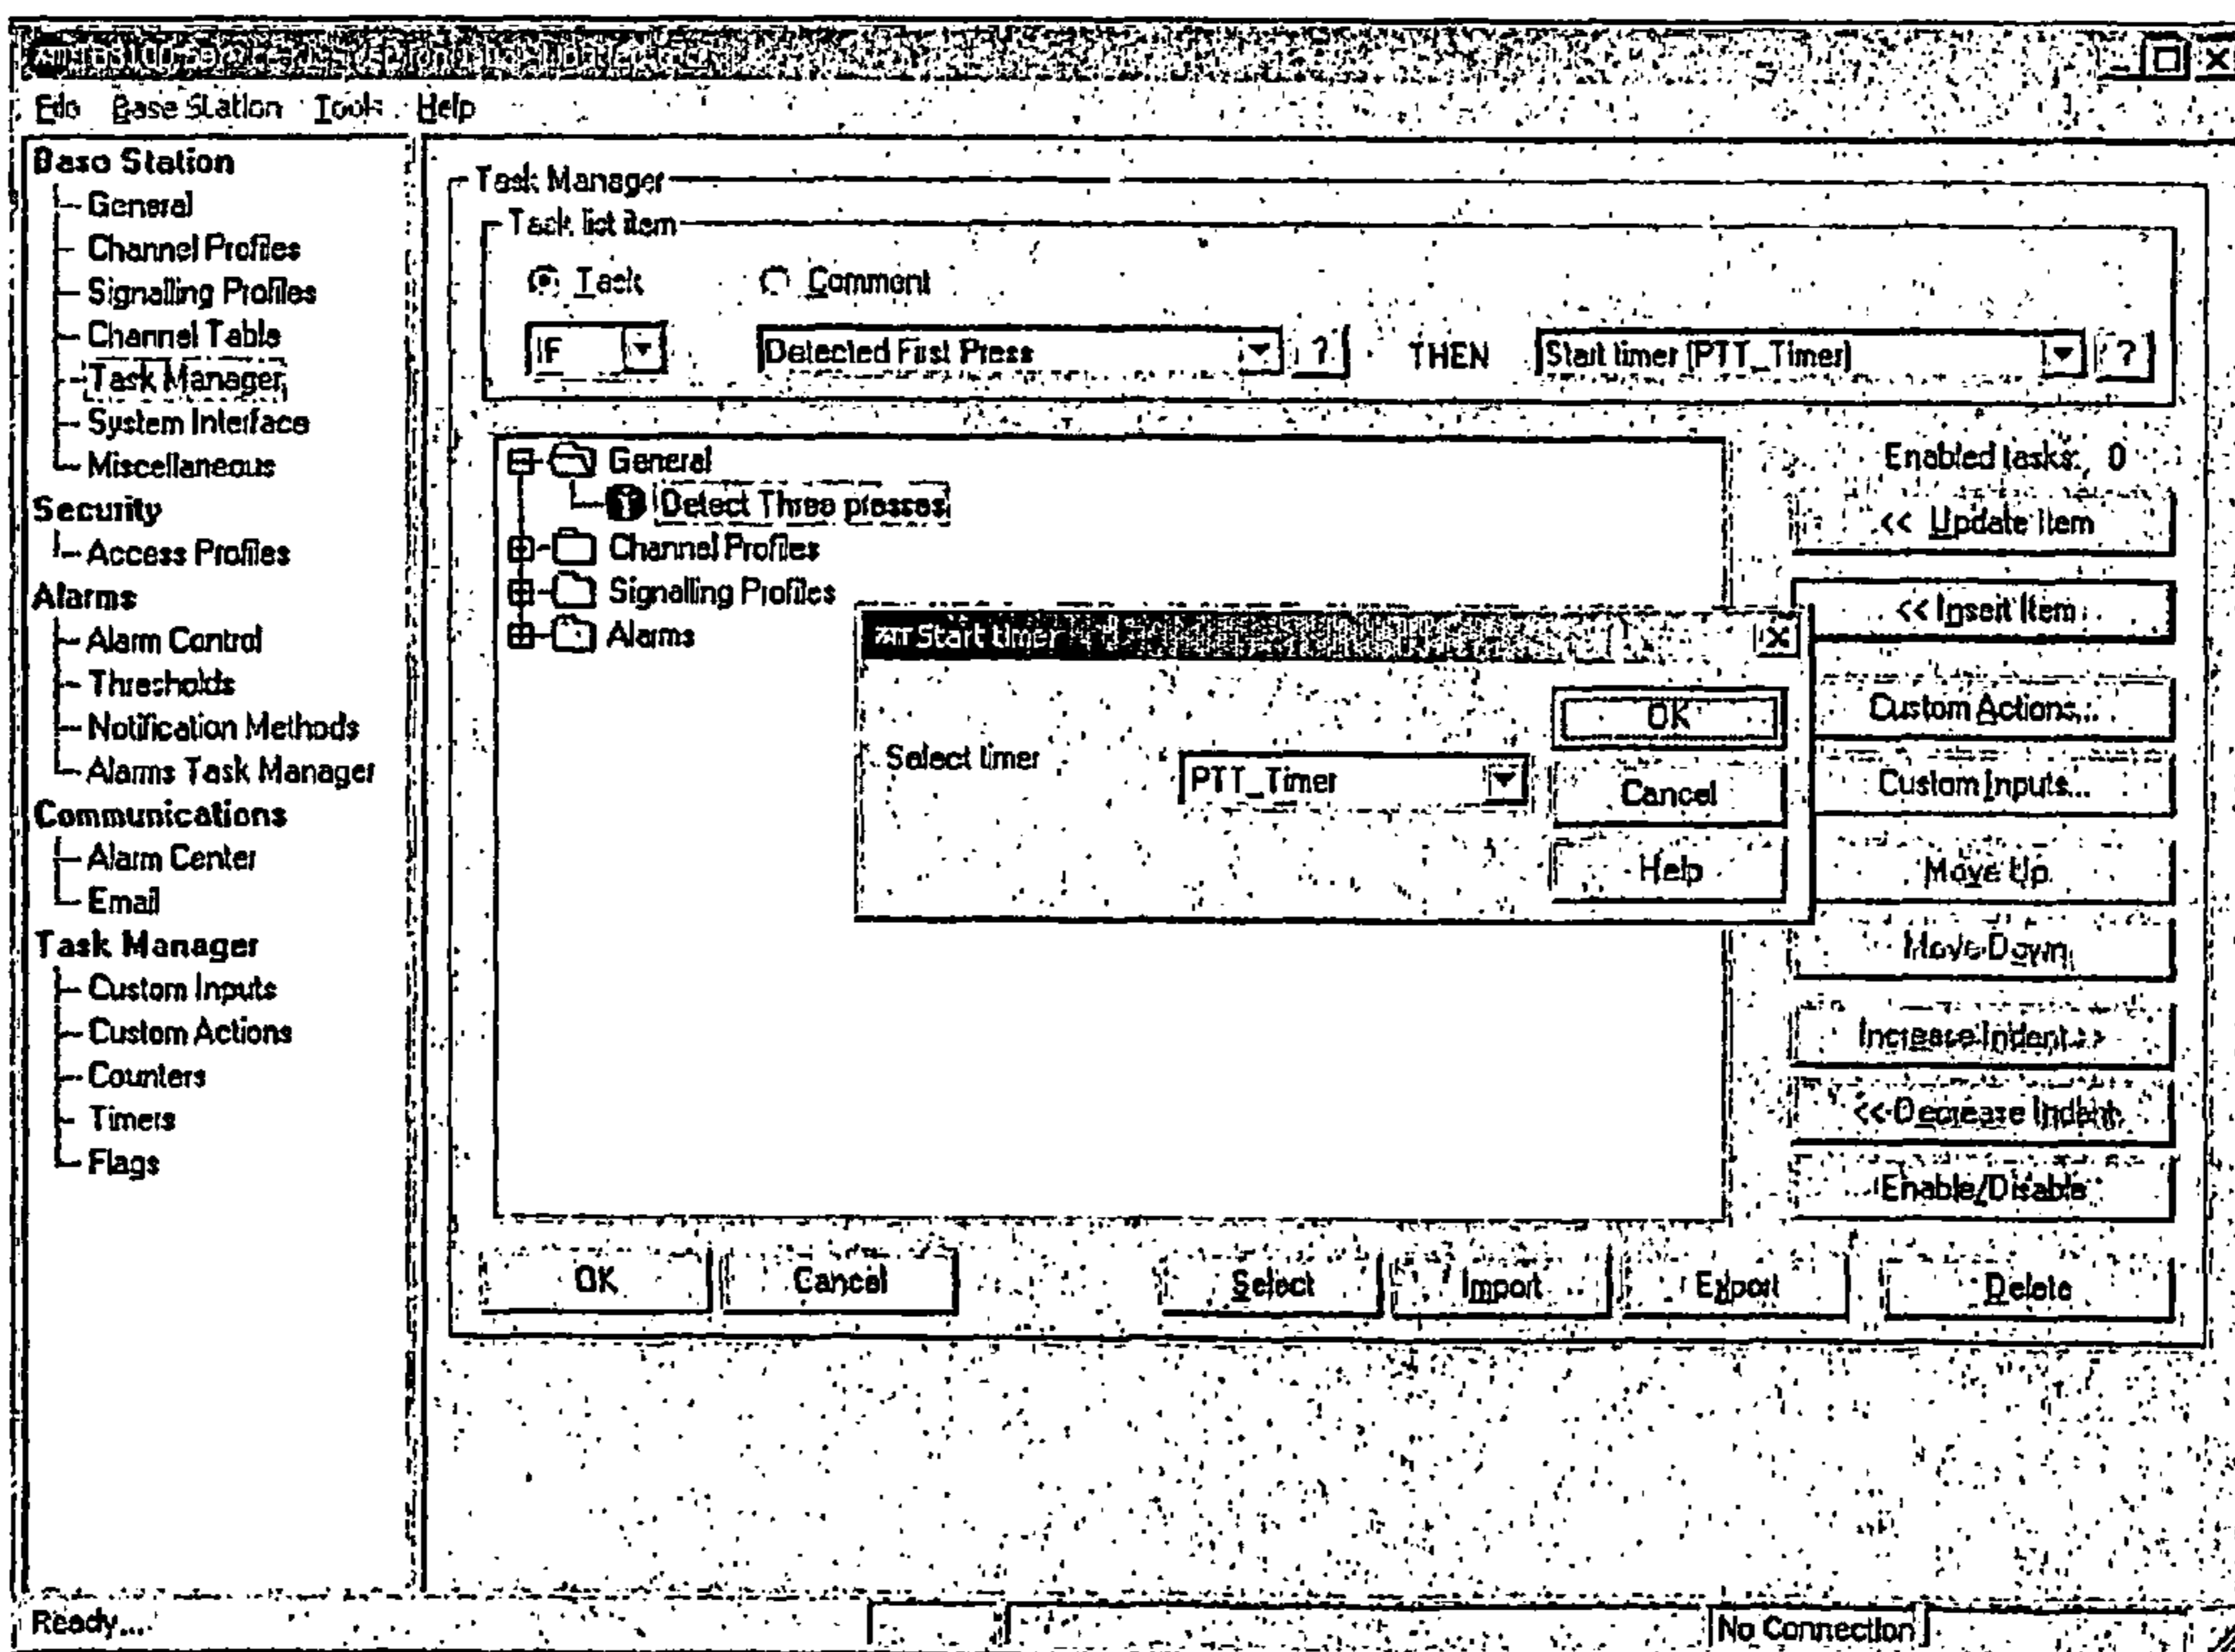 File Base Station Tools Help
Base Station
General
Channel Profiles
Signalling Profiles
Channel Table
Task Manager
System Interface
Miscellaneous
Security
Access Profiles
Alarms
Alarm Control
Thresholds
Notification Methods
Alarms Task Manager
Communications
Alarm Center
Email
Task Manager
Custom Inputs
Custom Actions
Counters
Timers
Flags
Task Manager
Task list item
Task Comment
IF Detected First Press ? THEN Start timer (PTT_Timer) ?
General
Detect Three presses
Channel Profiles
Signalling Profiles
Alarms
Enabled tasks: 0
<< Update Item
<< Insert Item
Custom Actions...
Custom Inputs...
Move Up
Move Down
Increase Indent >>
<< Decrease Indent
Enable/Disable
Start timer
Select timer PTT_Timer
OK
Cancel
Help
OK Cancel Select Import Export Delete
Ready... No Connection